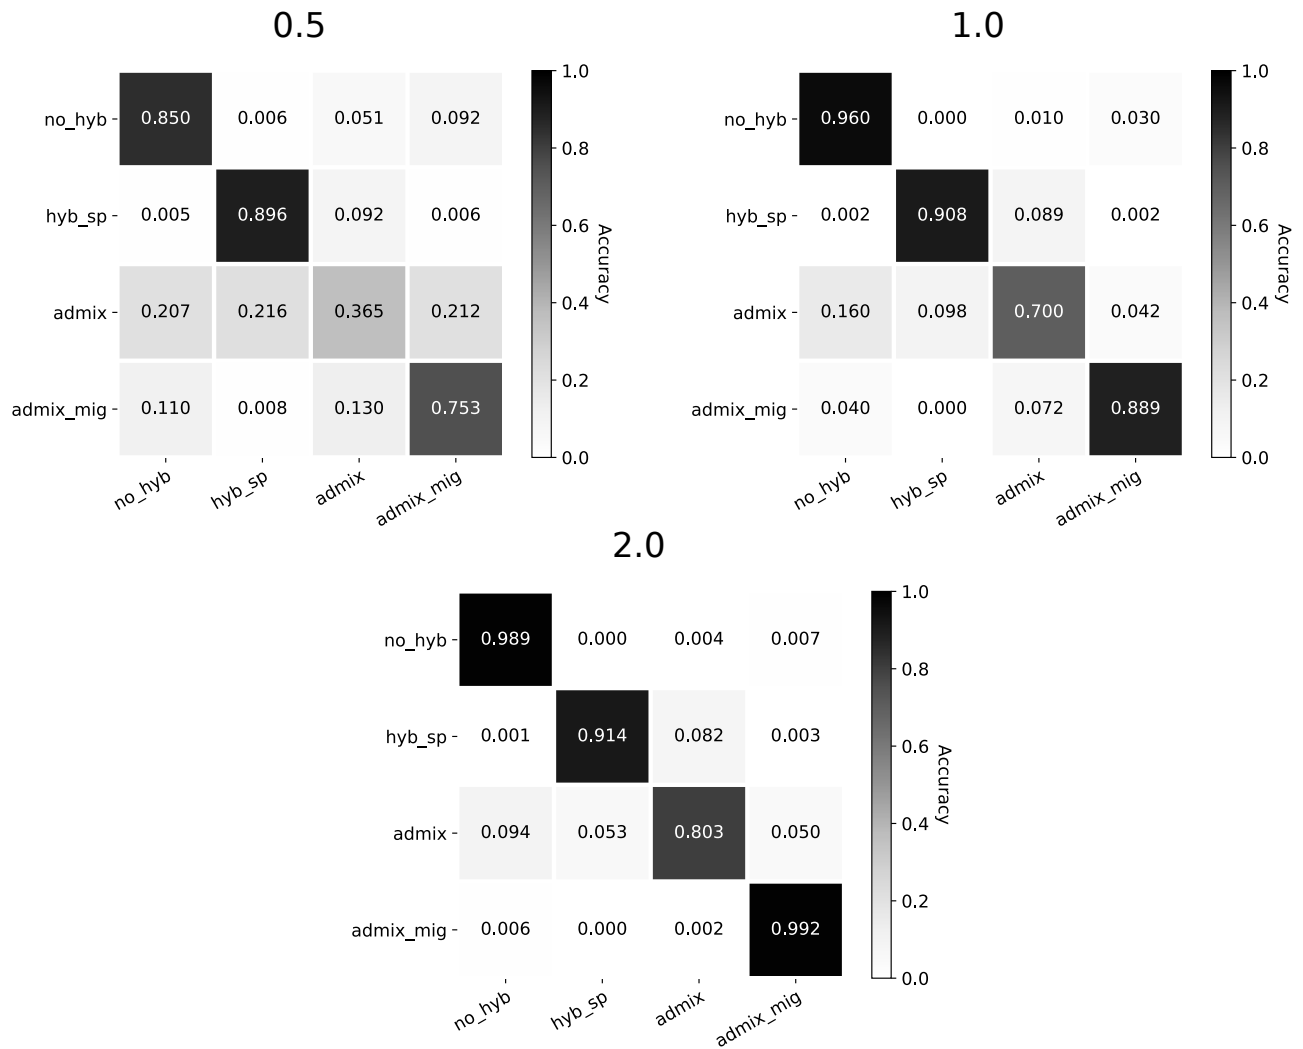 0.5
no_hyb 0.850 0.006 0.051 0.092
hyb_sp 0.005 0.896 0.092 0.006
admix 0.207 0.216 0.365 0.212
admix_mig 0.110 0.008 0.130 0.753
no_hyb hyb_sp admix admix_mig
1.0
0.8
0.6
0.4
0.2
0.0
Accuracy
1.0
no_hyb 0.960 0.000 0.010 0.030
hyb_sp 0.002 0.908 0.089 0.002
admix 0.160 0.098 0.700 0.042
admix_mig 0.040 0.000 0.072 0.889
no_hyb hyb_sp admix admix_mig
1.0
0.8
0.6
0.4
0.2
0.0
Accuracy
2.0
no_hyb 0.989 0.000 0.004 0.007
hyb_sp 0.001 0.914 0.082 0.003
admix 0.094 0.053 0.803 0.050
admix_mig 0.006 0.000 0.002 0.992
no_hyb hyb_sp admix admix_mig
1.0
0.8
0.6
0.4
0.2
0.0
Accuracy